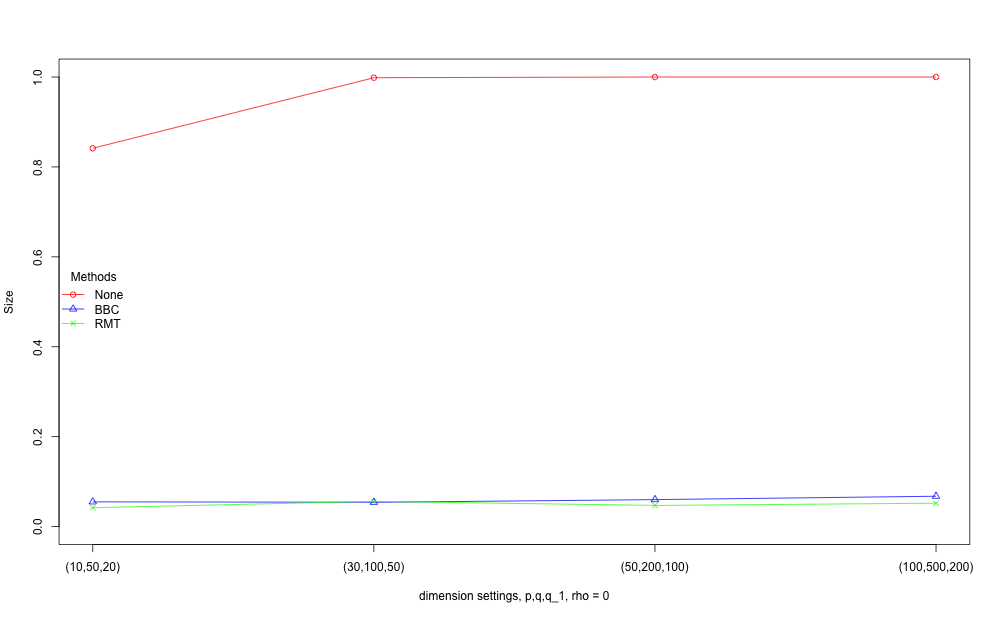 1.0
0.8
0.6
0.4
0.2
0.0
Size
Methods
None
BBC
RMT
(10,50,20)
(30,100,50)
(50,200,100)
(100,500,200)
dimension settings, p,q,q_1, rho = 0